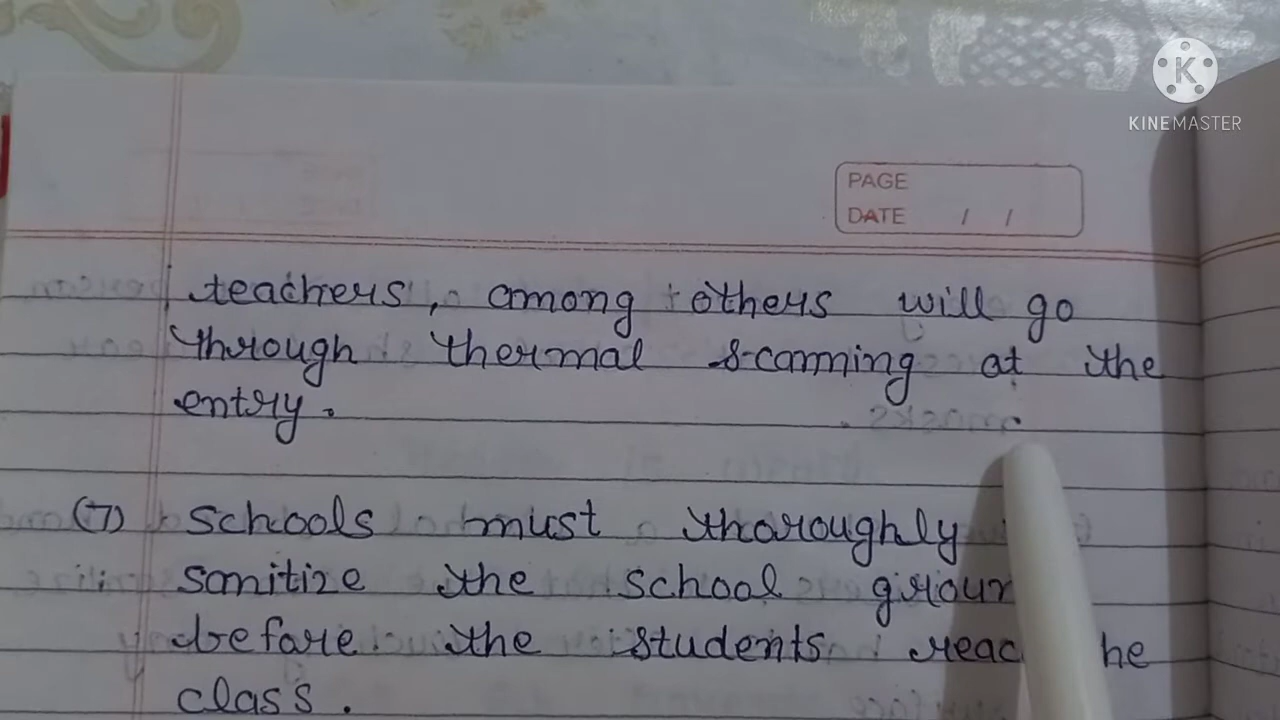 KINEMASTER
PAGE
DATE / /
teachers, among others will go
through thermal scanning at the
entry.
(7) Schools must thoroughly
sanitize the school
before the students
class.